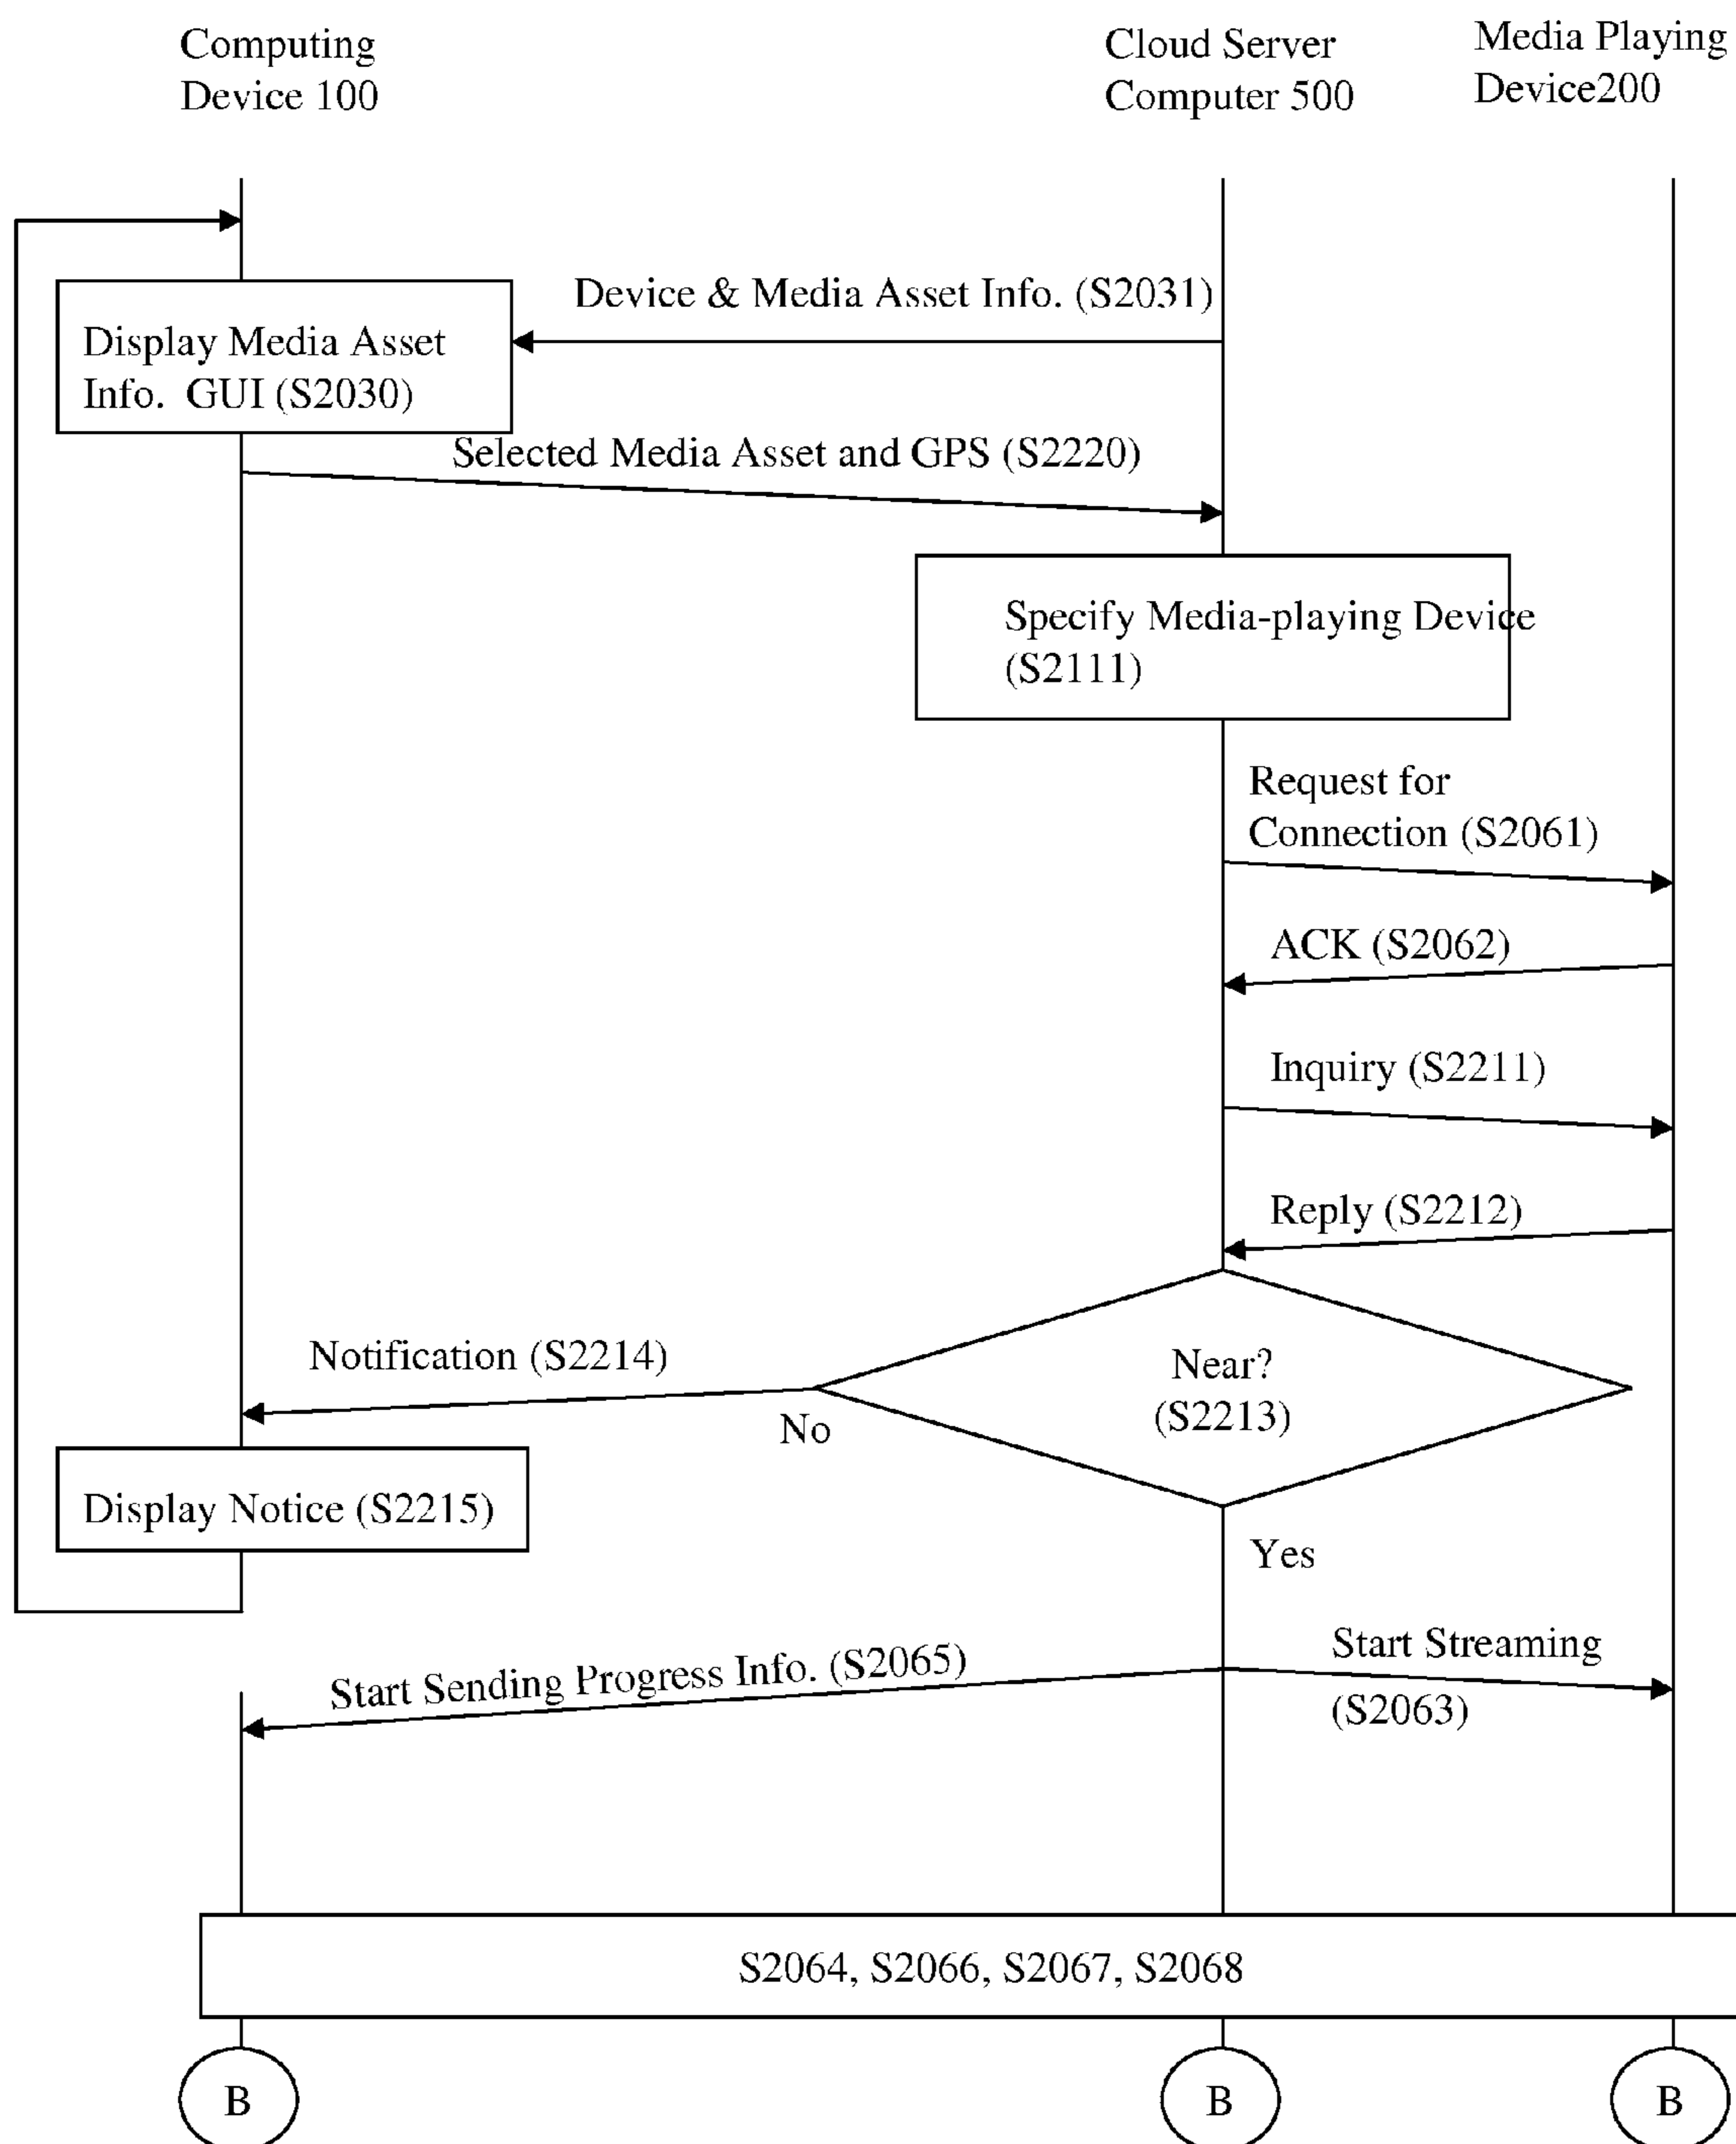 Computing
Device 100
Cloud Server
Computer 500
Media Playing
Device200
Device & Media Asset Info. (S2031)
Display Media Asset
Info. GUI (S2030)
Selected Media Asset and GPS (S2220)
Specify Media-playing Device
(S2111)
Request for
Connection (S2061)
ACK (S2062)
Inquiry (S2211)
Reply (S2212)
Near?
(S2213)
Notification (S2214)
No
Display Notice (S2215)
Yes
Start Sending Progress Info. (S2065)
Start Streaming
(S2063)
S2064, S2066, S2067, S2068
B
B
B